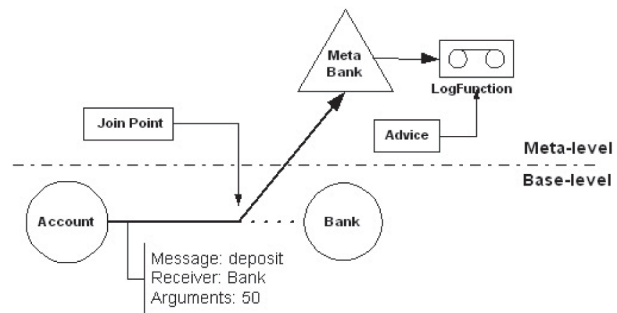 Meta
Bank
LogFunction
Join Point
Advice
Meta-level
Base-level
Account
Bank
Message: deposit
Receiver: Bank
Arguments: 50